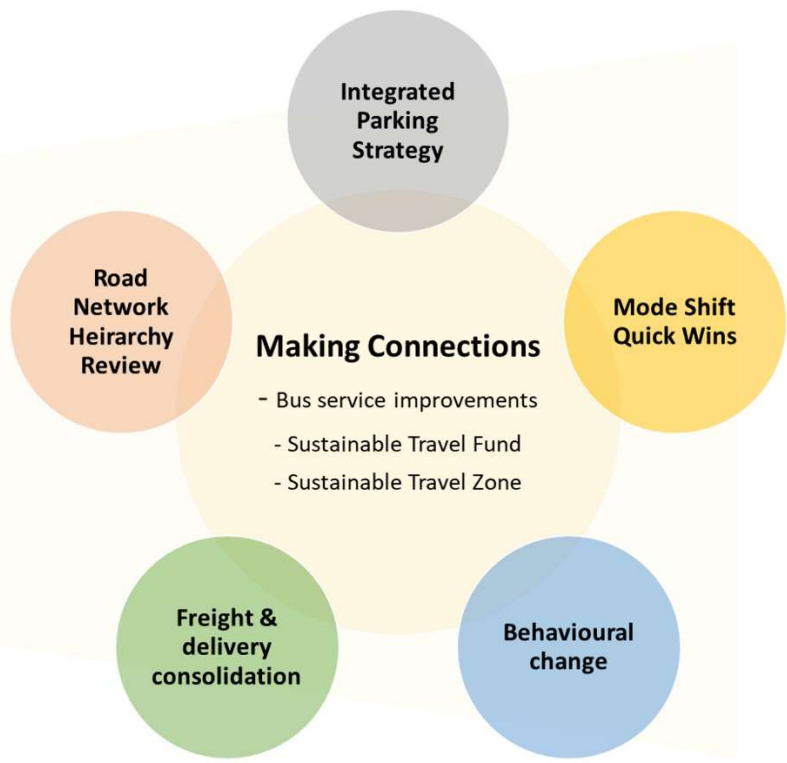 Integrated
Parking
Strategy
Road
Network
Heirarchy
Review
Mode Shift
Quick Wins
Making Connections
- Bus service improvements
- Sustainable Travel Fund
- Sustainable Travel Zone
Freight &
delivery
consolidation
Behavioural
change